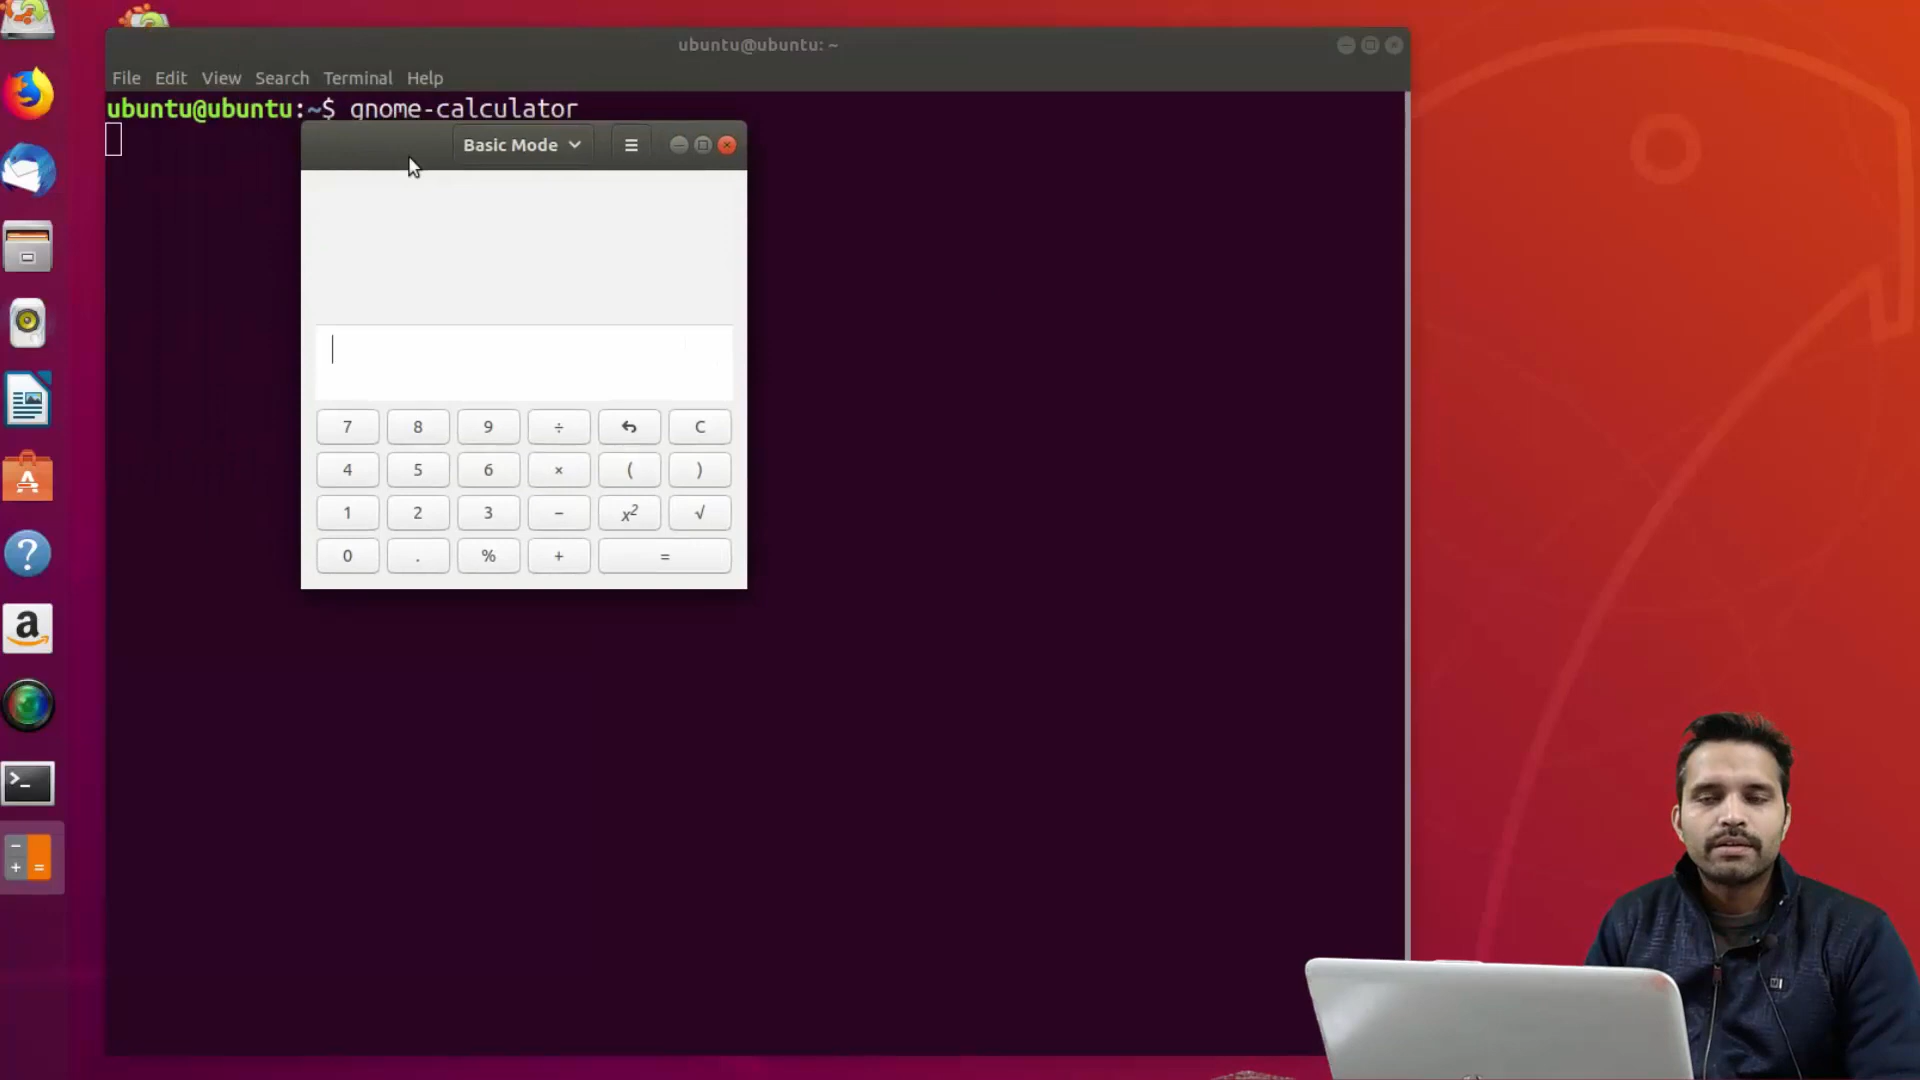 ubuntu@ubuntu: ~
File Edit View Search Terminal Help
ubuntu@ubuntu:~$ gnome-calculator
Basic Mode
7 8 9 ÷ C
4 5 6 × ( )
1 2 3 − x² √
0 . % + =